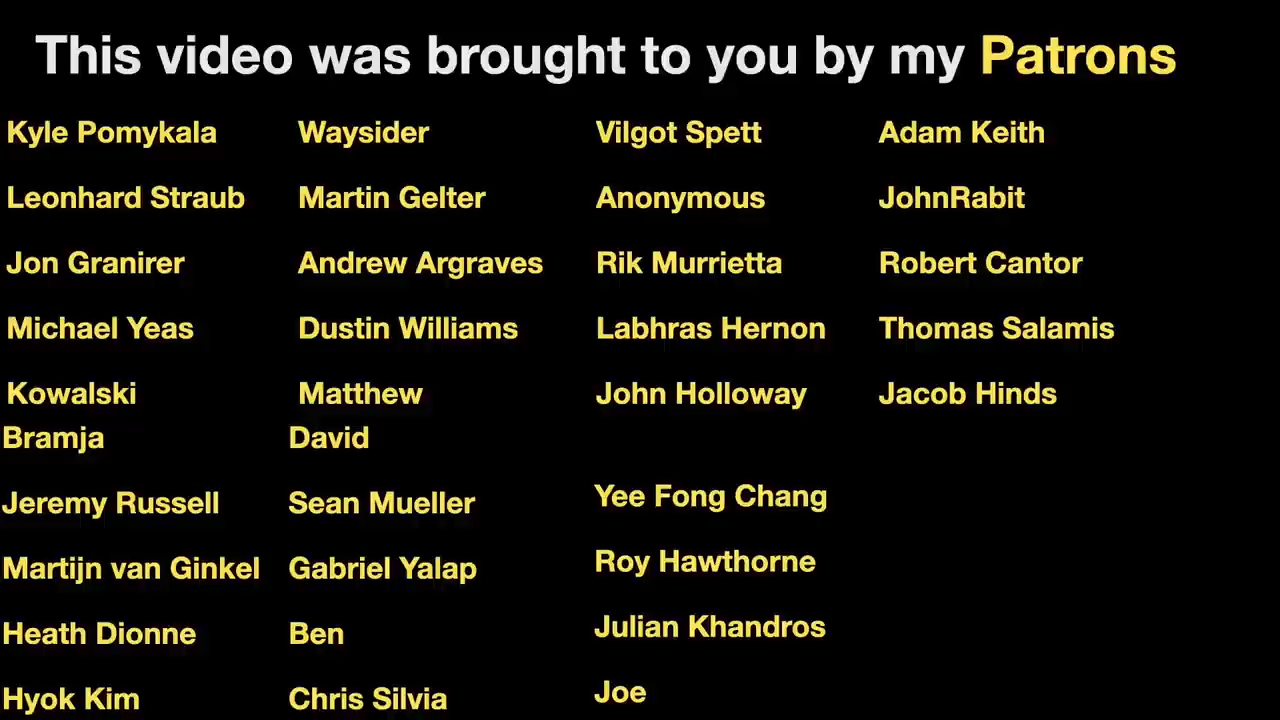 This video was brought to you by my Patrons
Kyle Pomykala
Leonhard Straub
Jon Granirer
Michael Yeas
Kowalski
Bramja
Jeremy Russell
Martijn van Ginkel
Heath Dionne
Hyok Kim
Waysider
Martin Gelter
Andrew Argraves
Dustin Williams
Matthew
David
Sean Mueller
Gabriel Yalap
Ben
Chris Silvia
Vilgot Spett
Anonymous
Rik Murrietta
Labhras Hernon
John Holloway
Yee Fong Chang
Roy Hawthorne
Julian Khandros
Joe
Adam Keith
JohnRabit
Robert Cantor
Thomas Salamis
Jacob Hinds